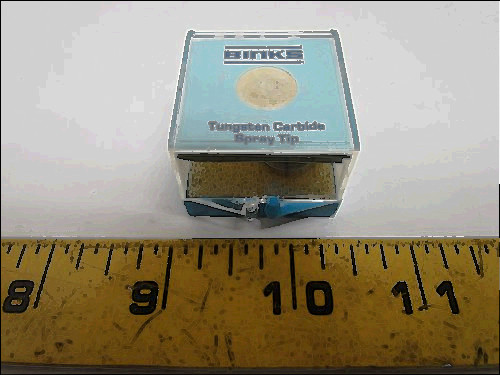 BINKS
Tungsten Carbide
Spray Tip
8 9 10 11